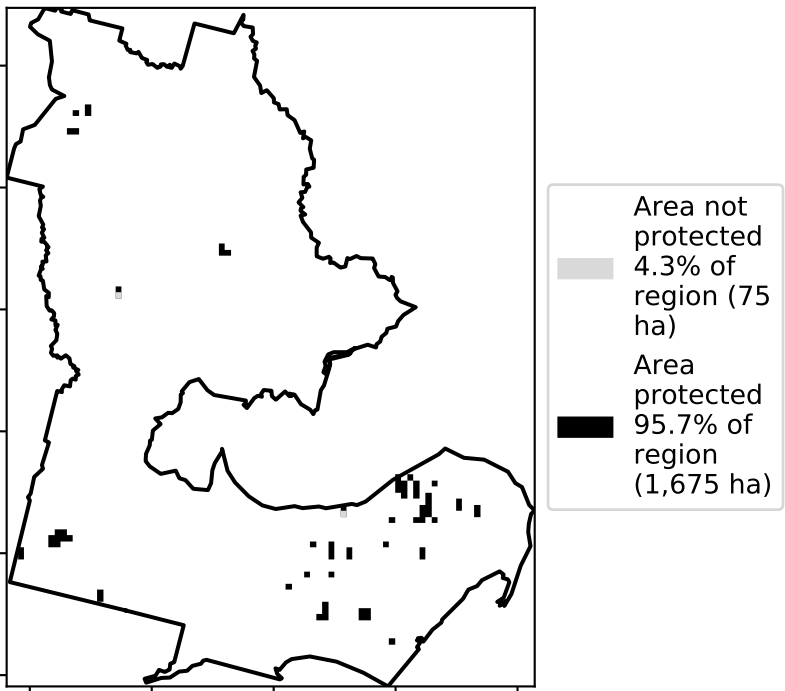 Area not
protected
4.3% of
region (75
ha)
Area
protected
95.7% of
region
(1,675 ha)